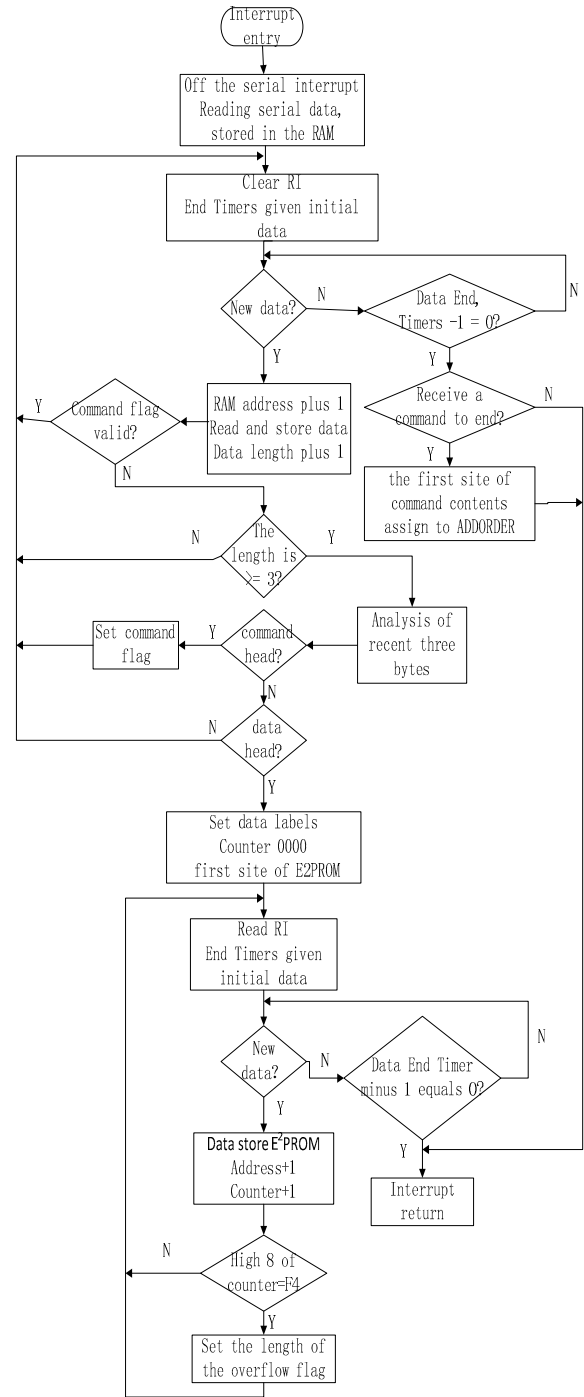 Interrupt
entry
Off the serial interrupt
Reading serial data,
stored in the RAM
Clear RI
End Timers given initial
data
New data?
N
Data End,
Timers -1 = 0?
N
Y
Y
Y
Command flag
valid?
RAM address plus 1
Read and store data
Data length plus 1
Receive a
command to end?
N
Y
N
the first site of
command contents
assign to ADDORDER
The
length is
>= 3?
N
Y
Set command
flag
Y
command
head?
Analysis of
recent three
bytes
N
N
data
head?
Y
Set data labels
Counter 0000
first site of E2PROM
Read RI
End Timers given
initial data
New
data?
N
Data End Timer
minus 1 equals 0?
N
Y
Y
Data store E²PROM
Address+1
Counter+1
Interrupt
return
N
High 8 of
counter=F4
Y
Set the length of
the overflow flag